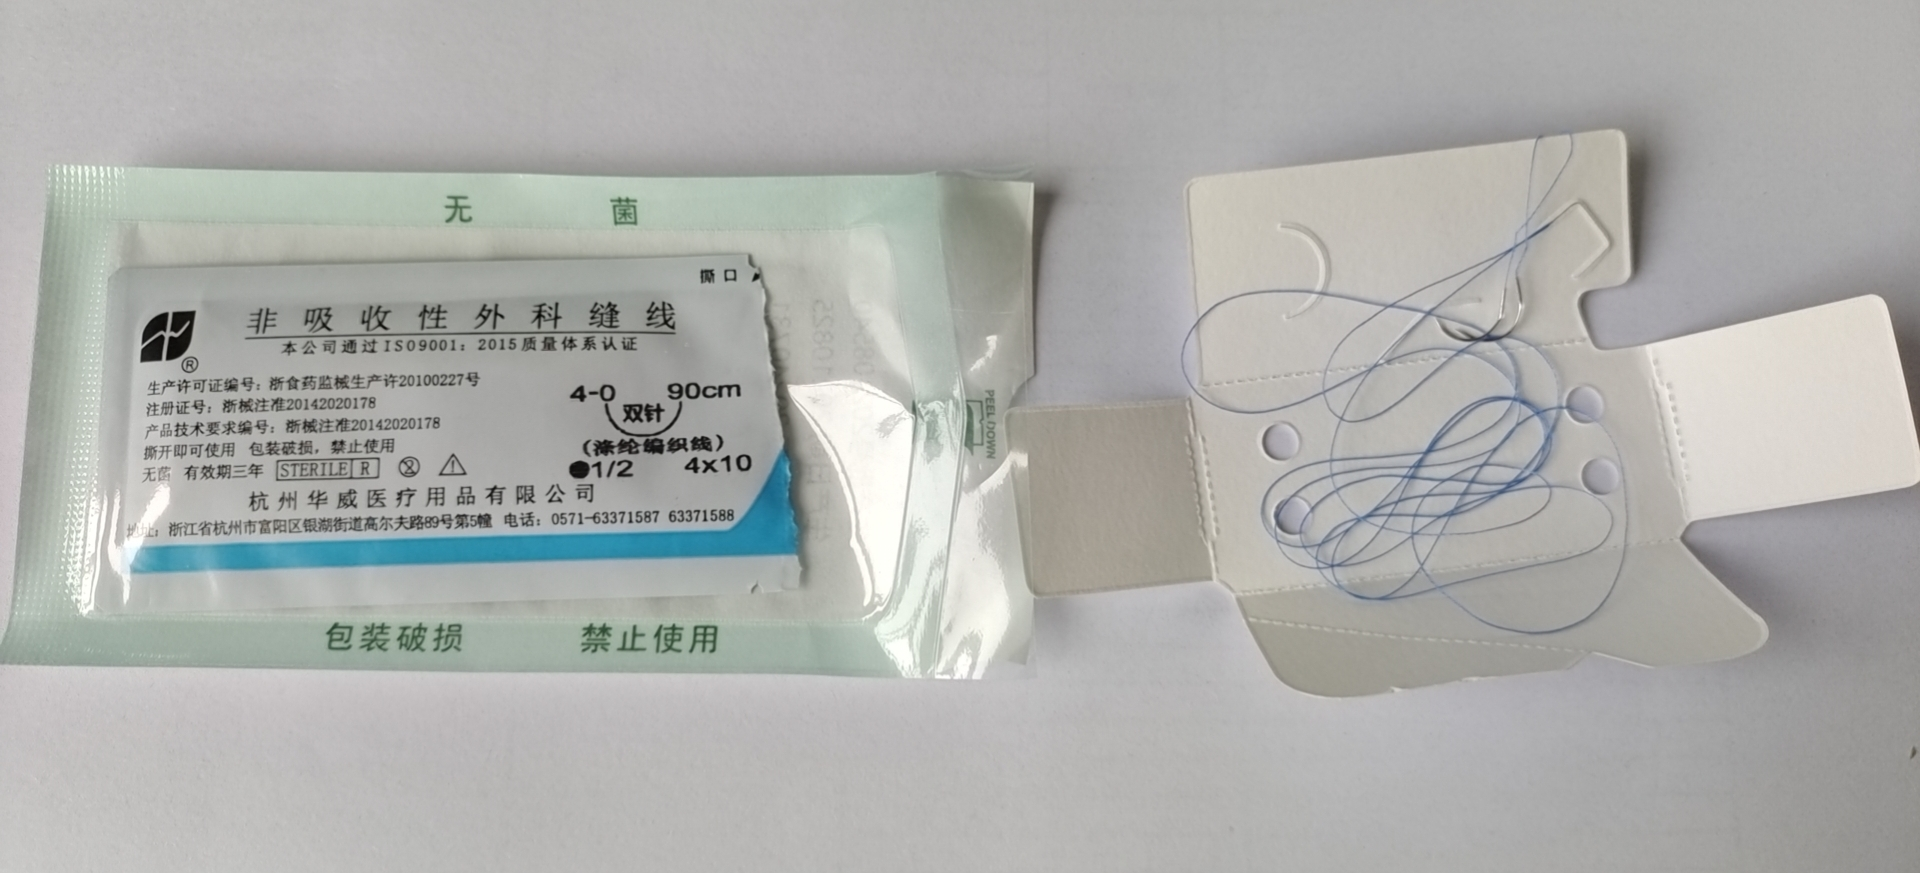 无 菌
撕口
非吸收性外科缝线
本公司通过ISO9001：2015质量体系认证
®
生产许可证编号：浙食药监械生产许20100227号
注册证号：浙械注准20142020178
产品技术要求编号：浙械注准20142020178
撕开即可使用 包装破损，禁止使用
无菌 有效期三年 STERILE R
4-0 90cm
双针
（涤纶编织线）
1/2 4x10
杭州华威医疗用品有限公司
地址：浙江省杭州市富阳区银湖街道高尔夫路89号第5幢 电话：0571-63371587 63371588
包装破损 禁止使用
PEEL DOWN